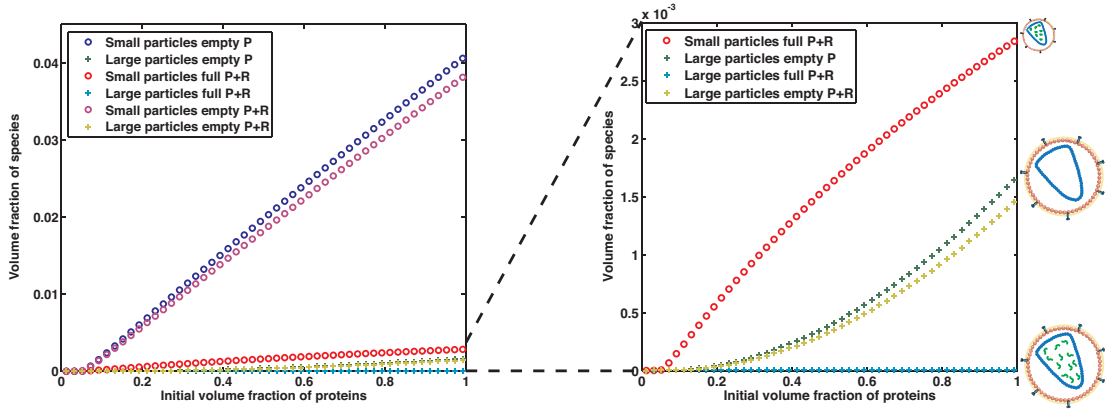 Small particles empty P
Large particles empty P
Small particles full P+R
Large particles full P+R
Small particles empty P+R
Large particles empty P+R
0.04
0.03
0.02
0.01
0
0
0.2
0.4
0.6
0.8
1
Volume fraction of species
Initial volume fraction of proteins
x 10⁻³
Small particles full P+R
Large particles empty P
Large particles full P+R
Large particles empty P+R
3
2.5
2
1.5
1
0.5
0
0
0.2
0.4
0.6
0.8
1
Volume fraction of species
Initial volume fraction of proteins